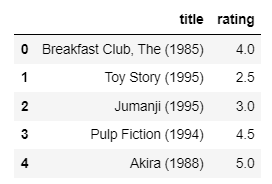 title rating
0 Breakfast Club, The (1985) 4.0
1 Toy Story (1995) 2.5
2 Jumanji (1995) 3.0
3 Pulp Fiction (1994) 4.5
4 Akira (1988) 5.0